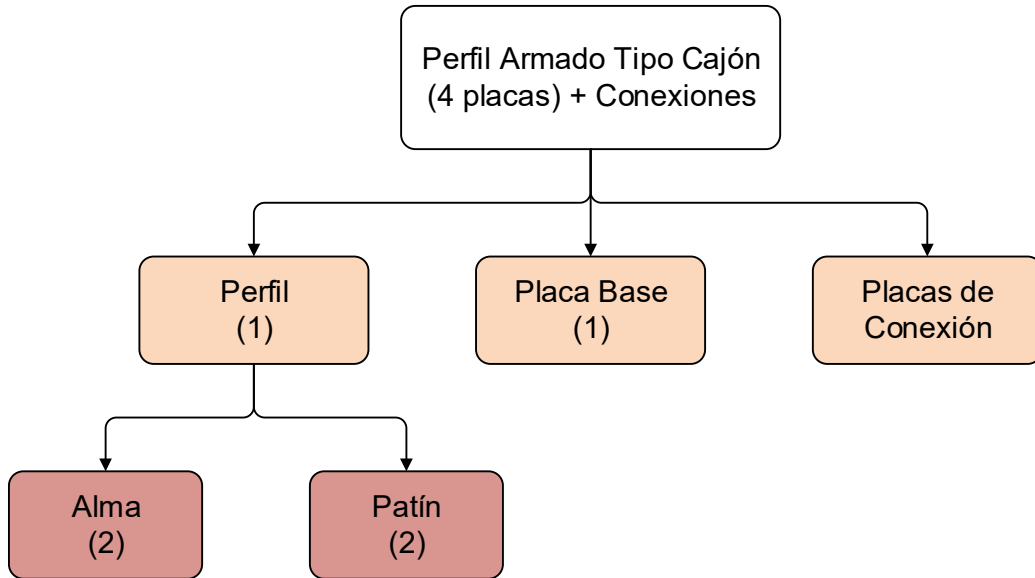 Perfil Armado Tipo Cajón
(4 placas) + Conexiones
Perfil
(1)
Placa Base
(1)
Placas de
Conexión
Alma
(2)
Patín
(2)